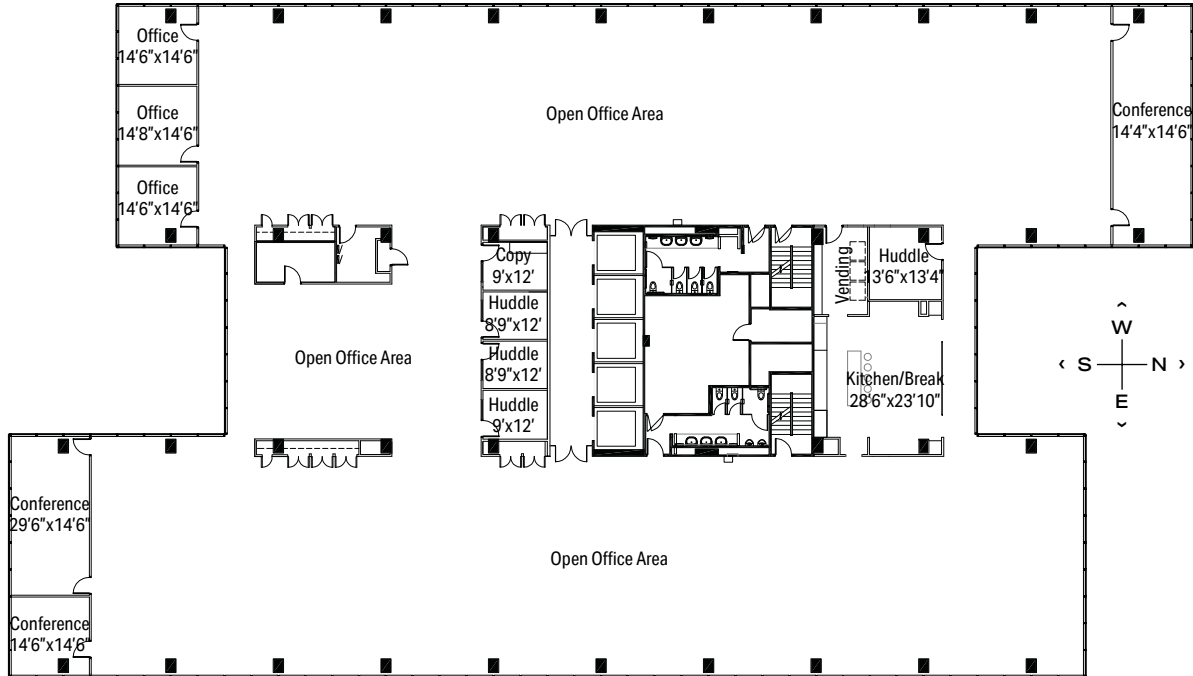 Office
14'6"x14'6"
Office
14'8"x14'6"
Office
14'6"x14'6"
Open Office Area
Conference
14'4"x14'6"
Copy
9'x12'
Huddle
8'9"x12'
Huddle
8'9"x12'
Huddle
9'x12'
Open Office Area
Vending
Huddle
13'6"x13'4"
Kitchen/Break
28'6"x23'10"
W
S
N
E
Conference
29'6"x14'6"
Conference
14'6"x14'6"
Open Office Area